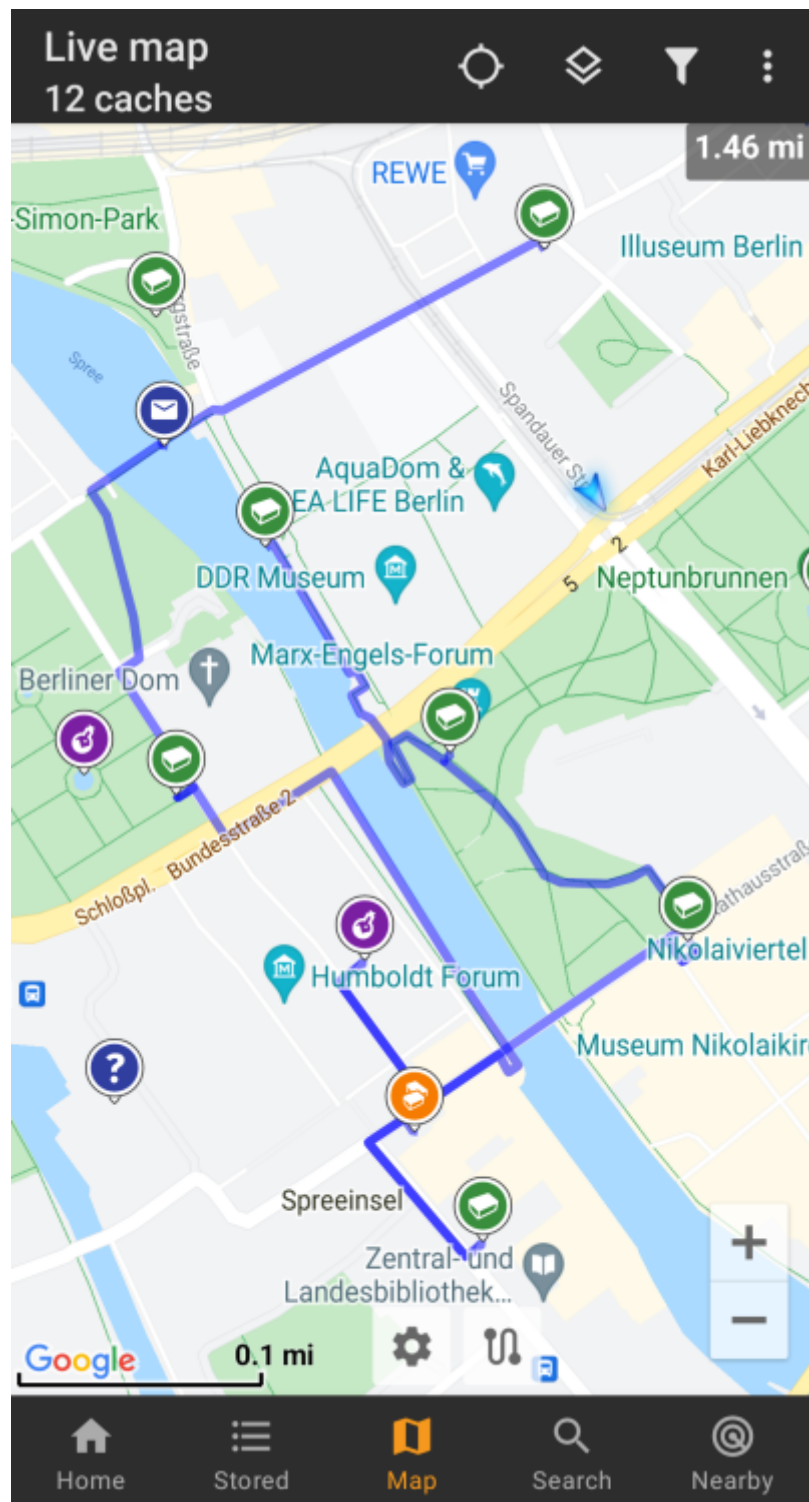 Live map
12 caches
1.46 mi
REWE
-Simon-Park
Illuseum Berlin
gstraße
Spree
Spandauer St
Karl-Liebknech
AquaDom &
EA LIFE Berlin
2
5
DDR Museum
Neptunbrunnen
Marx-Engels-Forum
Berliner Dom
Schloßpl.
Bundesstraße 2
athausstraß
Nikolaiviertel
Humboldt Forum
Museum Nikolaikir
?
Spreeinsel
Zentral- und
Landesbibliothek...
Google
0.1 mi
+
−
Home
Stored
Map
Search
Nearby